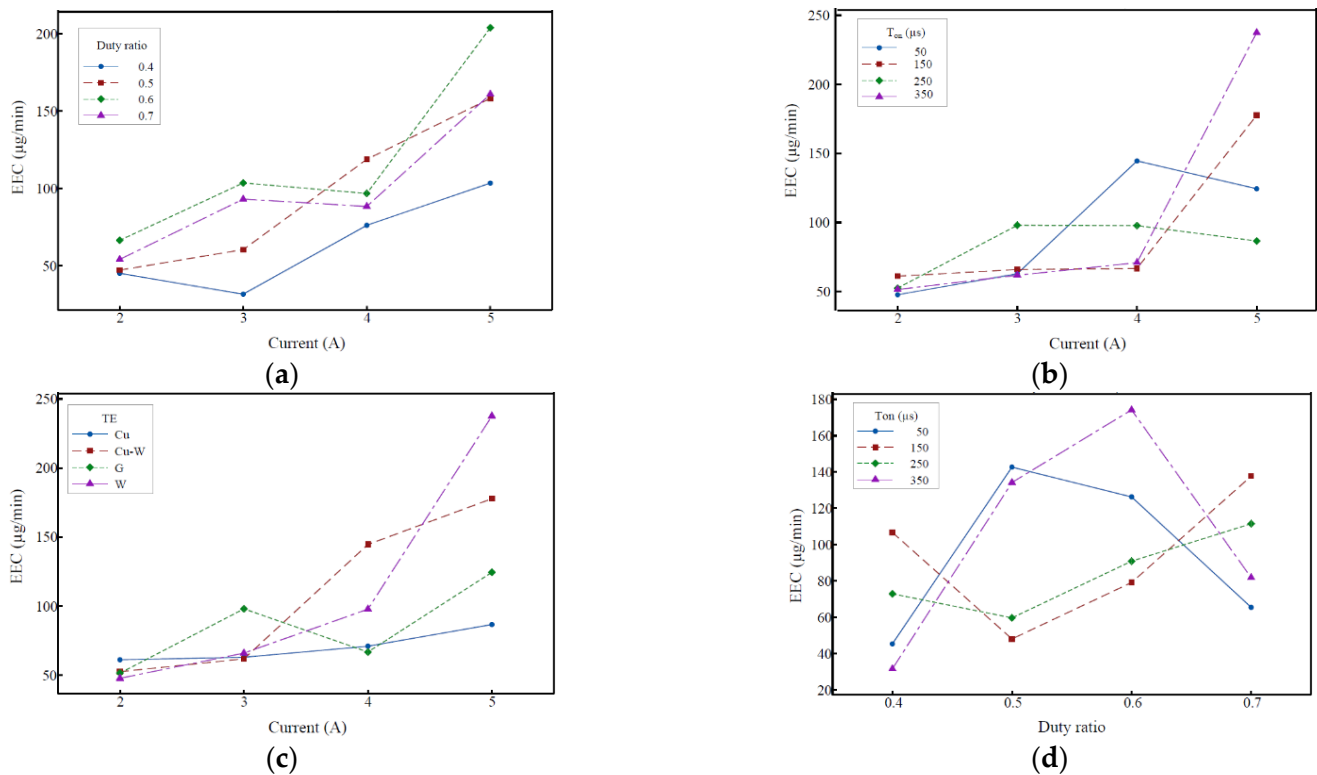 Duty ratio
0.4
0.5
0.6
0.7
EEC (µg/min)
200
150
100
50
2 3 4 5
Current (A)
(a)
Ton (µs)
50
150
250
350
EEC (µg/min)
250
200
150
100
50
2 3 4 5
Current (A)
(b)
TE
Cu
Cu-W
G
W
EEC (µg/min)
250
200
150
100
50
2 3 4 5
Current (A)
(c)
Ton (µs)
50
150
250
350
EEC (µg/min)
180
160
140
120
100
80
60
40
20
0.4 0.5 0.6 0.7
Duty ratio
(d)